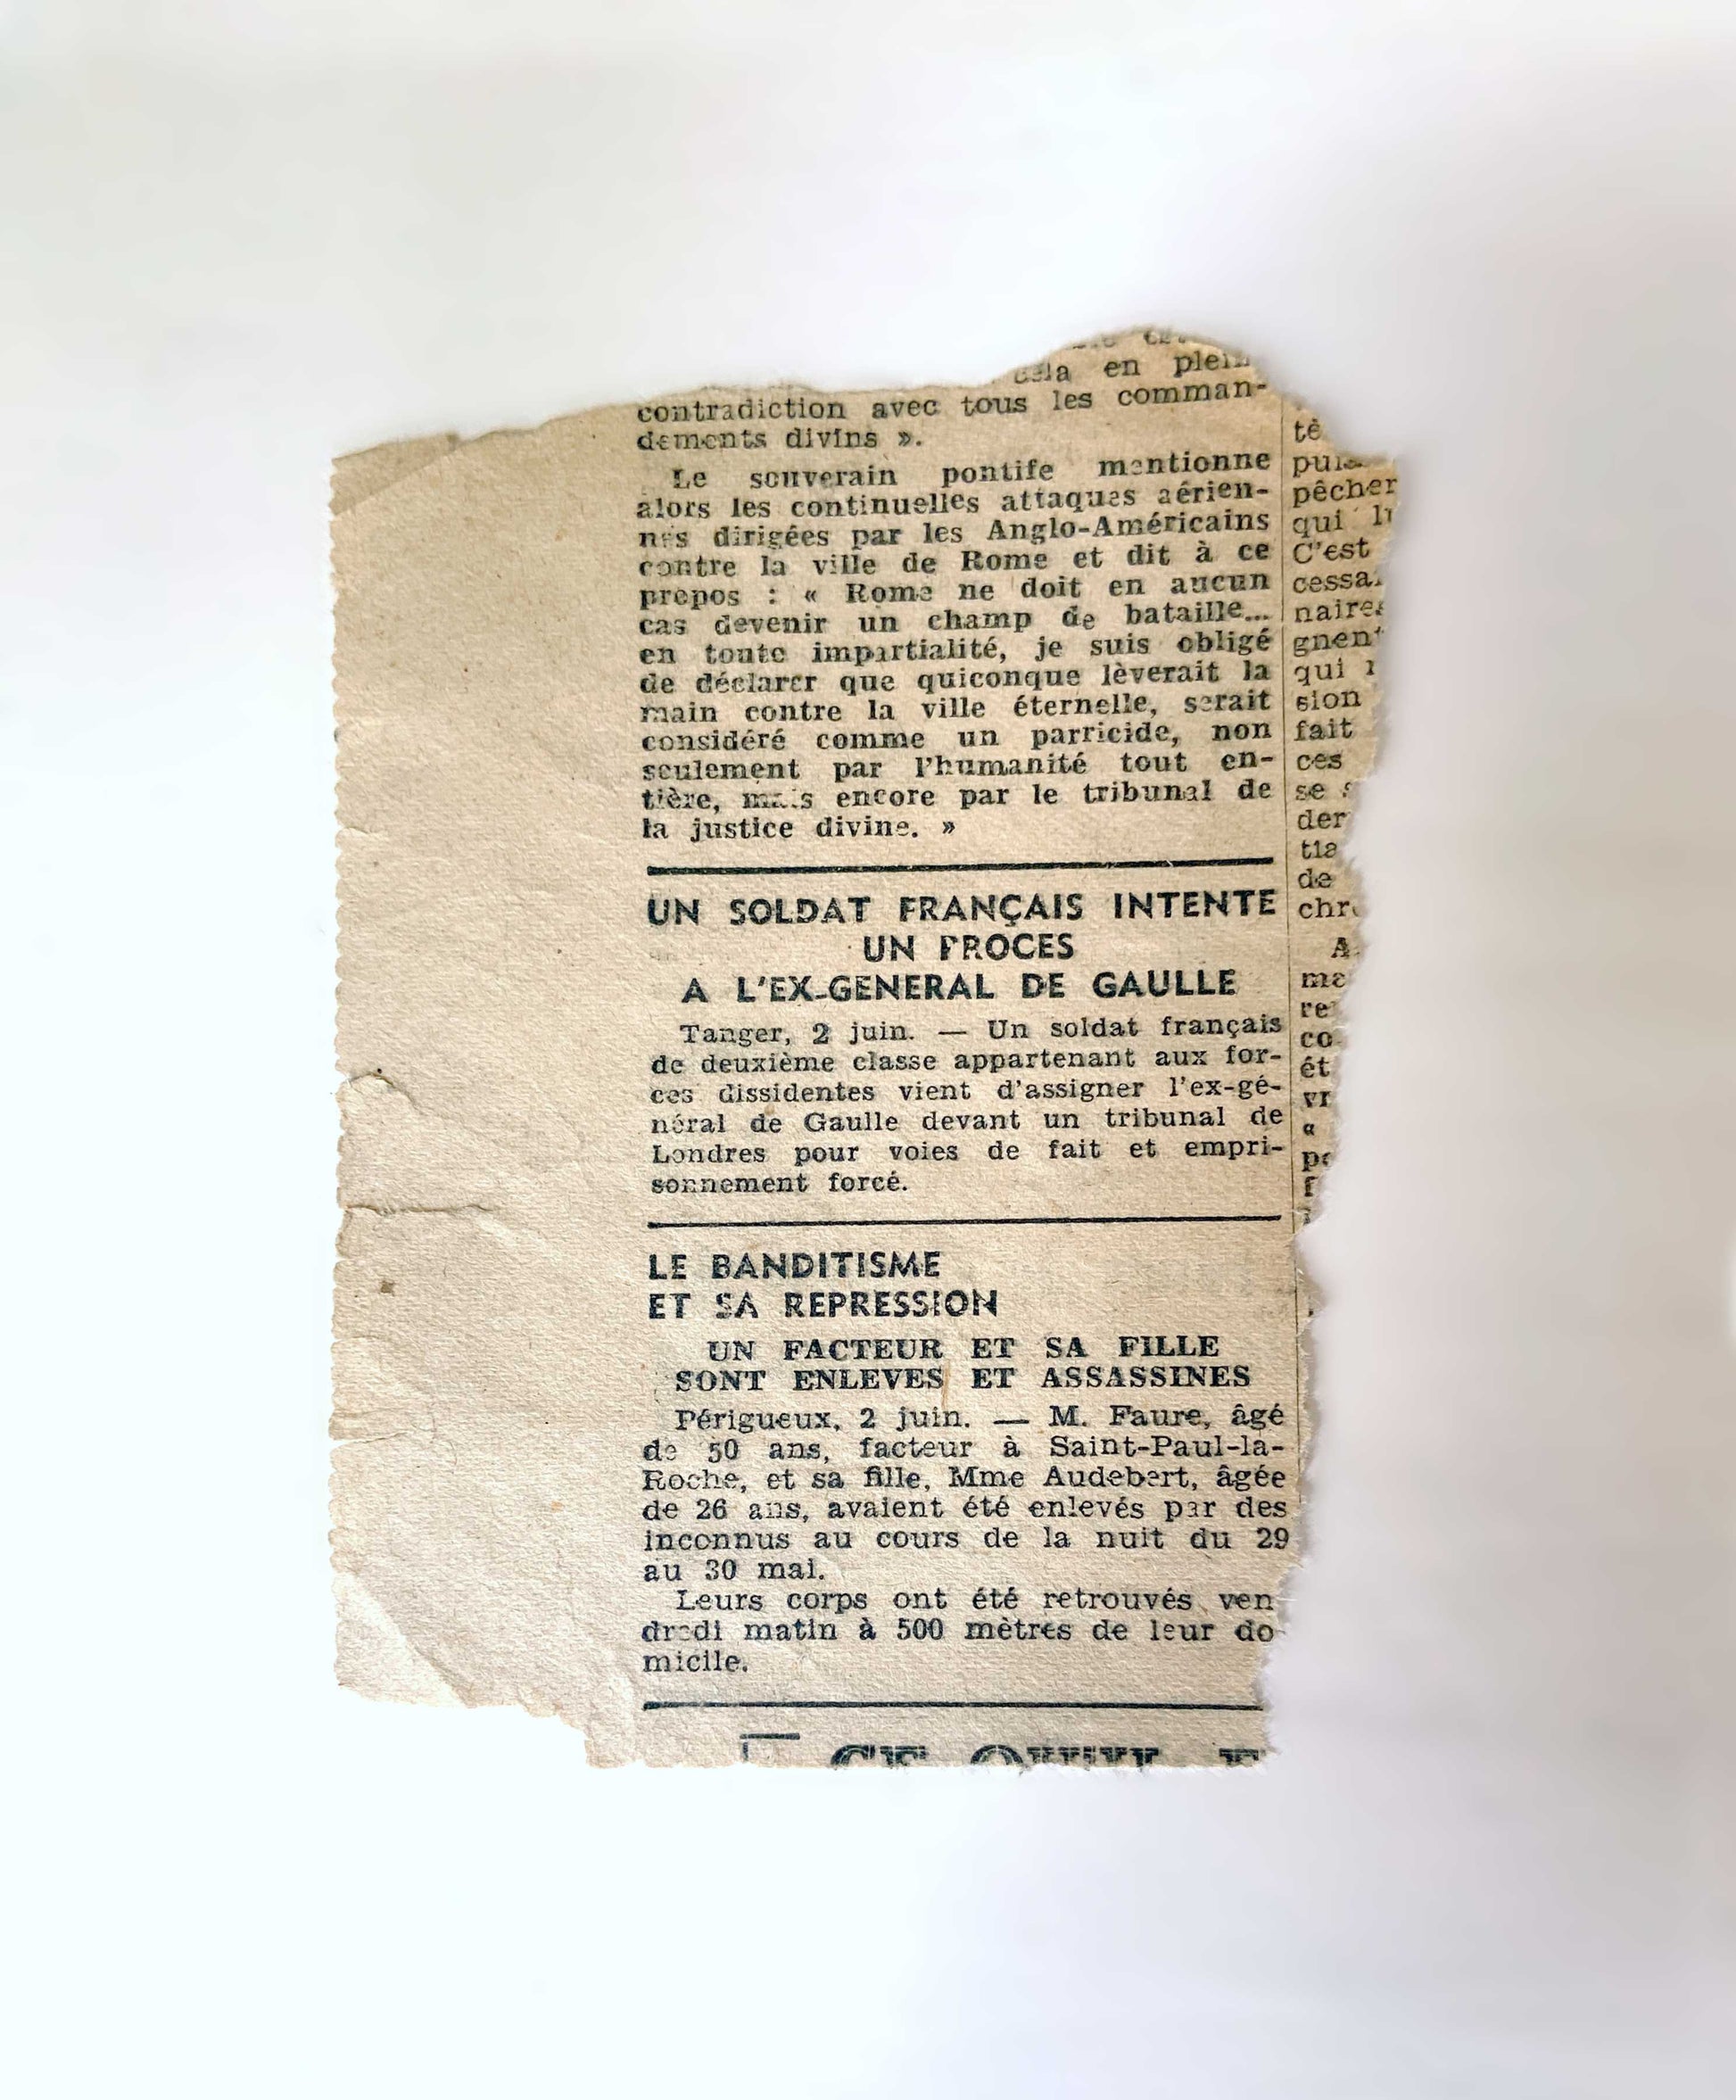 en
contradiction avec tous les comman-
dements divins ».
Le souverain pontife mentionne
alors les continuelles attaques aérien-
nes dirigées par les Anglo-Américains
contre la ville de Rome et dit à ce
propos : « Rome ne doit en aucun
cas devenir un champ de bataille...
en toute impartialité, je suis obligé
de déclarer que quiconque lèverait la
main contre la ville éternelle, serait
considéré comme un parricide, non
seulement par l'humanité tout en-
tière, mais encore par le tribunal de
la justice divine. »
UN SOLDAT FRANÇAIS INTENTE
UN PROCES
A L'EX-GENERAL DE GAULLE
Tanger, 2 juin. — Un soldat français
de deuxième classe appartenant aux for-
ces dissidentes vient d'assigner l'ex-gé-
néral de Gaulle devant un tribunal de
Londres pour voies de fait et empri-
sonnement forcé.
LE BANDITISME
ET SA REPRESSION
UN FACTEUR ET SA FILLE
SONT ENLEVES ET ASSASSINES
Périgueux, 2 juin. — M. Faure, âgé
de 50 ans, facteur à Saint-Paul-la-
Roche, et sa fille, Mme Audebert, âgée
de 26 ans, avaient été enlevés par des
inconnus au cours de la nuit du 29
au 30 mai.
Leurs corps ont été retrouvés ven
dredi matin à 500 mètres de leur do
micile.
pêcher
qui
C'est
qui
sion
fait
ces
se
der
de